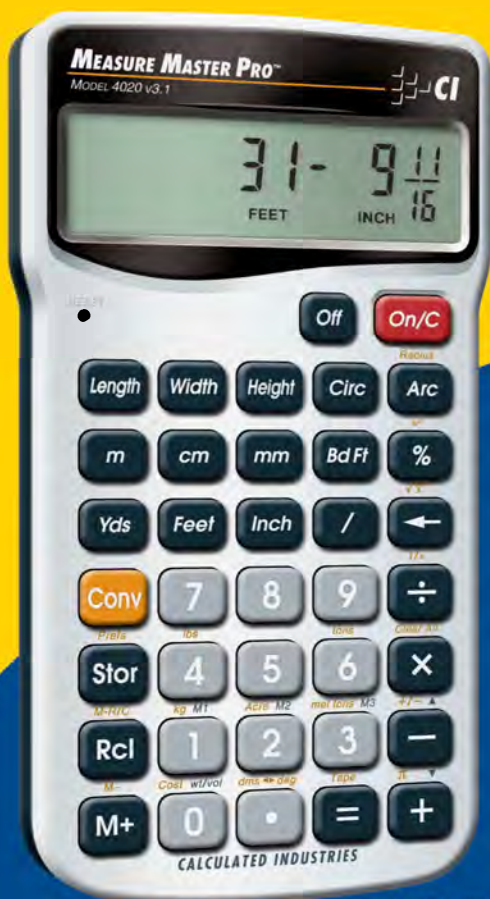 MEASURE MASTER PRO™
MODEL 4020 v3.1
CI
31- 9 11/16
FEET INCH
RESET
Off On/C
Radius
Length Width Height Circ Arc
m cm mm Bd Ft %
Yds Feet Inch /
1/x
Conv 7 8 9 ÷
Prefs lbs tons Clear All
Stor 4 5 6 ×
M-R/C kg M1 Acre M2 met tons M3 +/− ▲
Rcl 1 2 3 −
M− Cost wt/vol dms ◄► deg Tape π ▼
M+ 0 . = +
CALCULATED INDUSTRIES